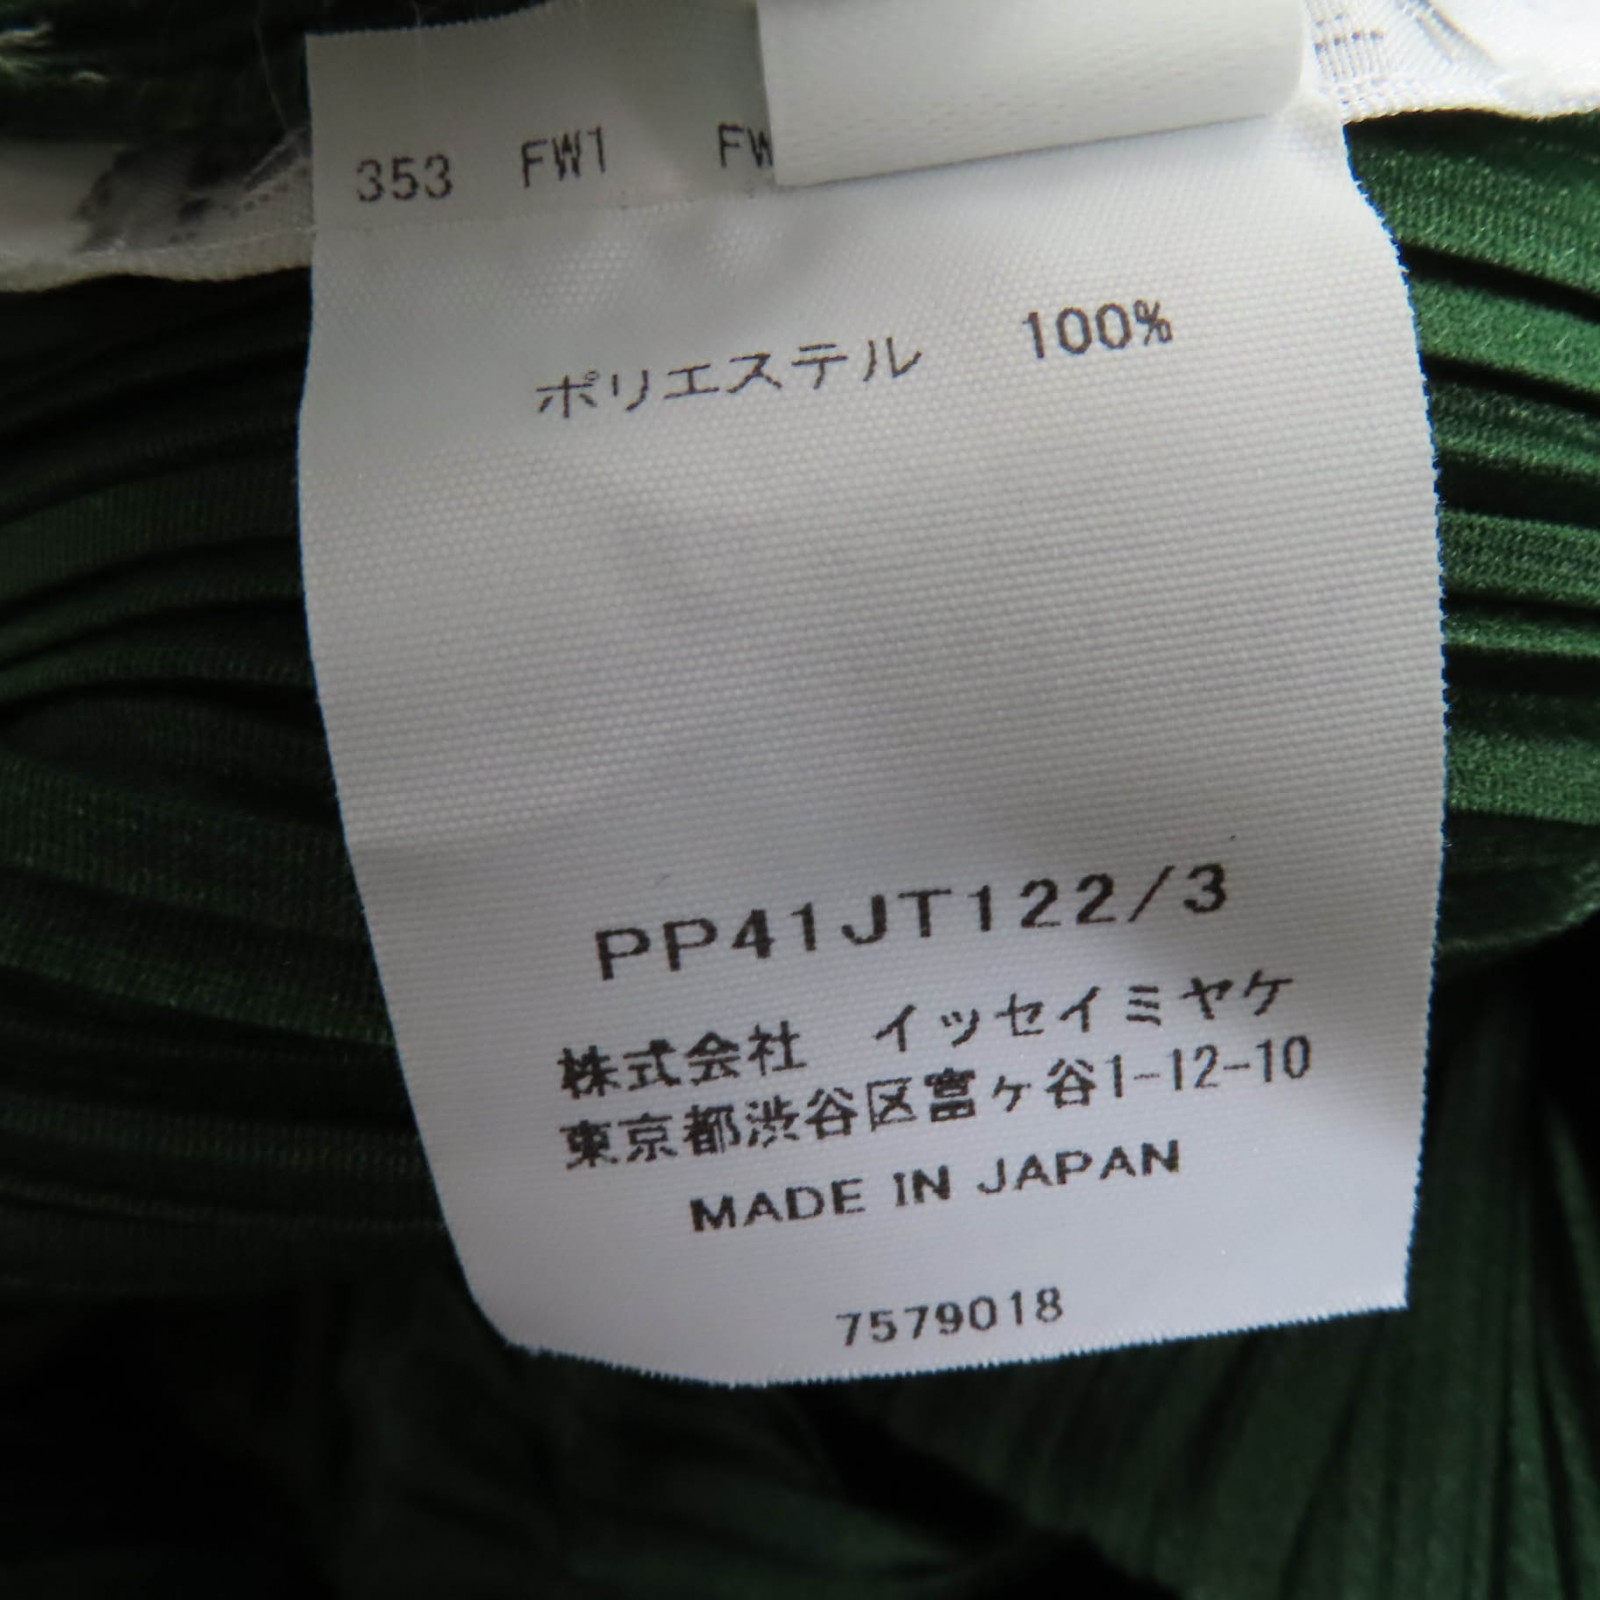 353 FW1 FW
ポリエステル 100%
PP41JT122/3
株式会社 イッセイミヤケ
東京都渋谷区富ヶ谷1-12-10
MADE IN JAPAN
7579018